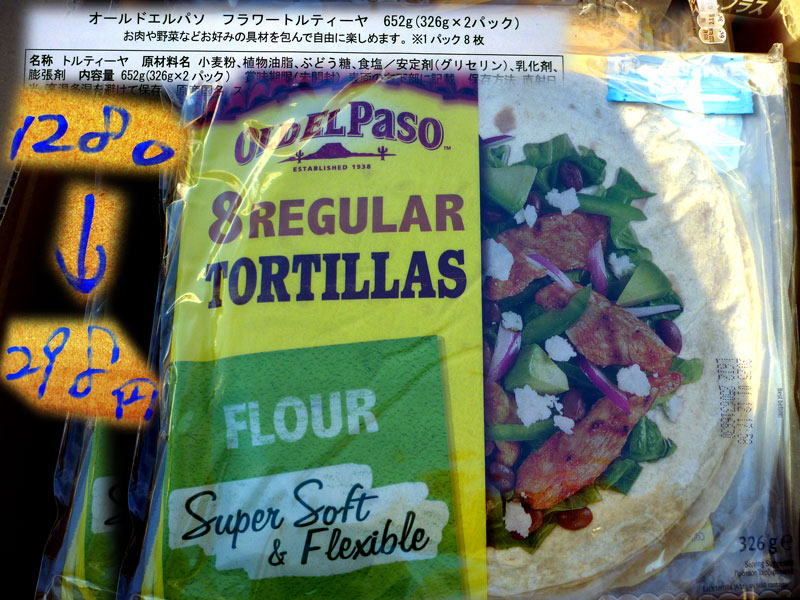 オールドエルパソ　フラワートルティーヤ　652g(326g×2パック)
お肉や野菜などお好みの具材を包んで自由に楽しめます。※1パック8枚
名称 トルティーヤ　原材料名 小麦粉、植物油脂、ぶどう糖、食塩／安定剤(グリセリン)、乳化剤、
膨張剤　内容量 652g(326g×2パック)
1280
↓
298円
OLD EL PASO™
ESTABLISHED 1938
8 REGULAR
TORTILLAS
FLOUR
Super Soft
& Flexible
Best before
326g e